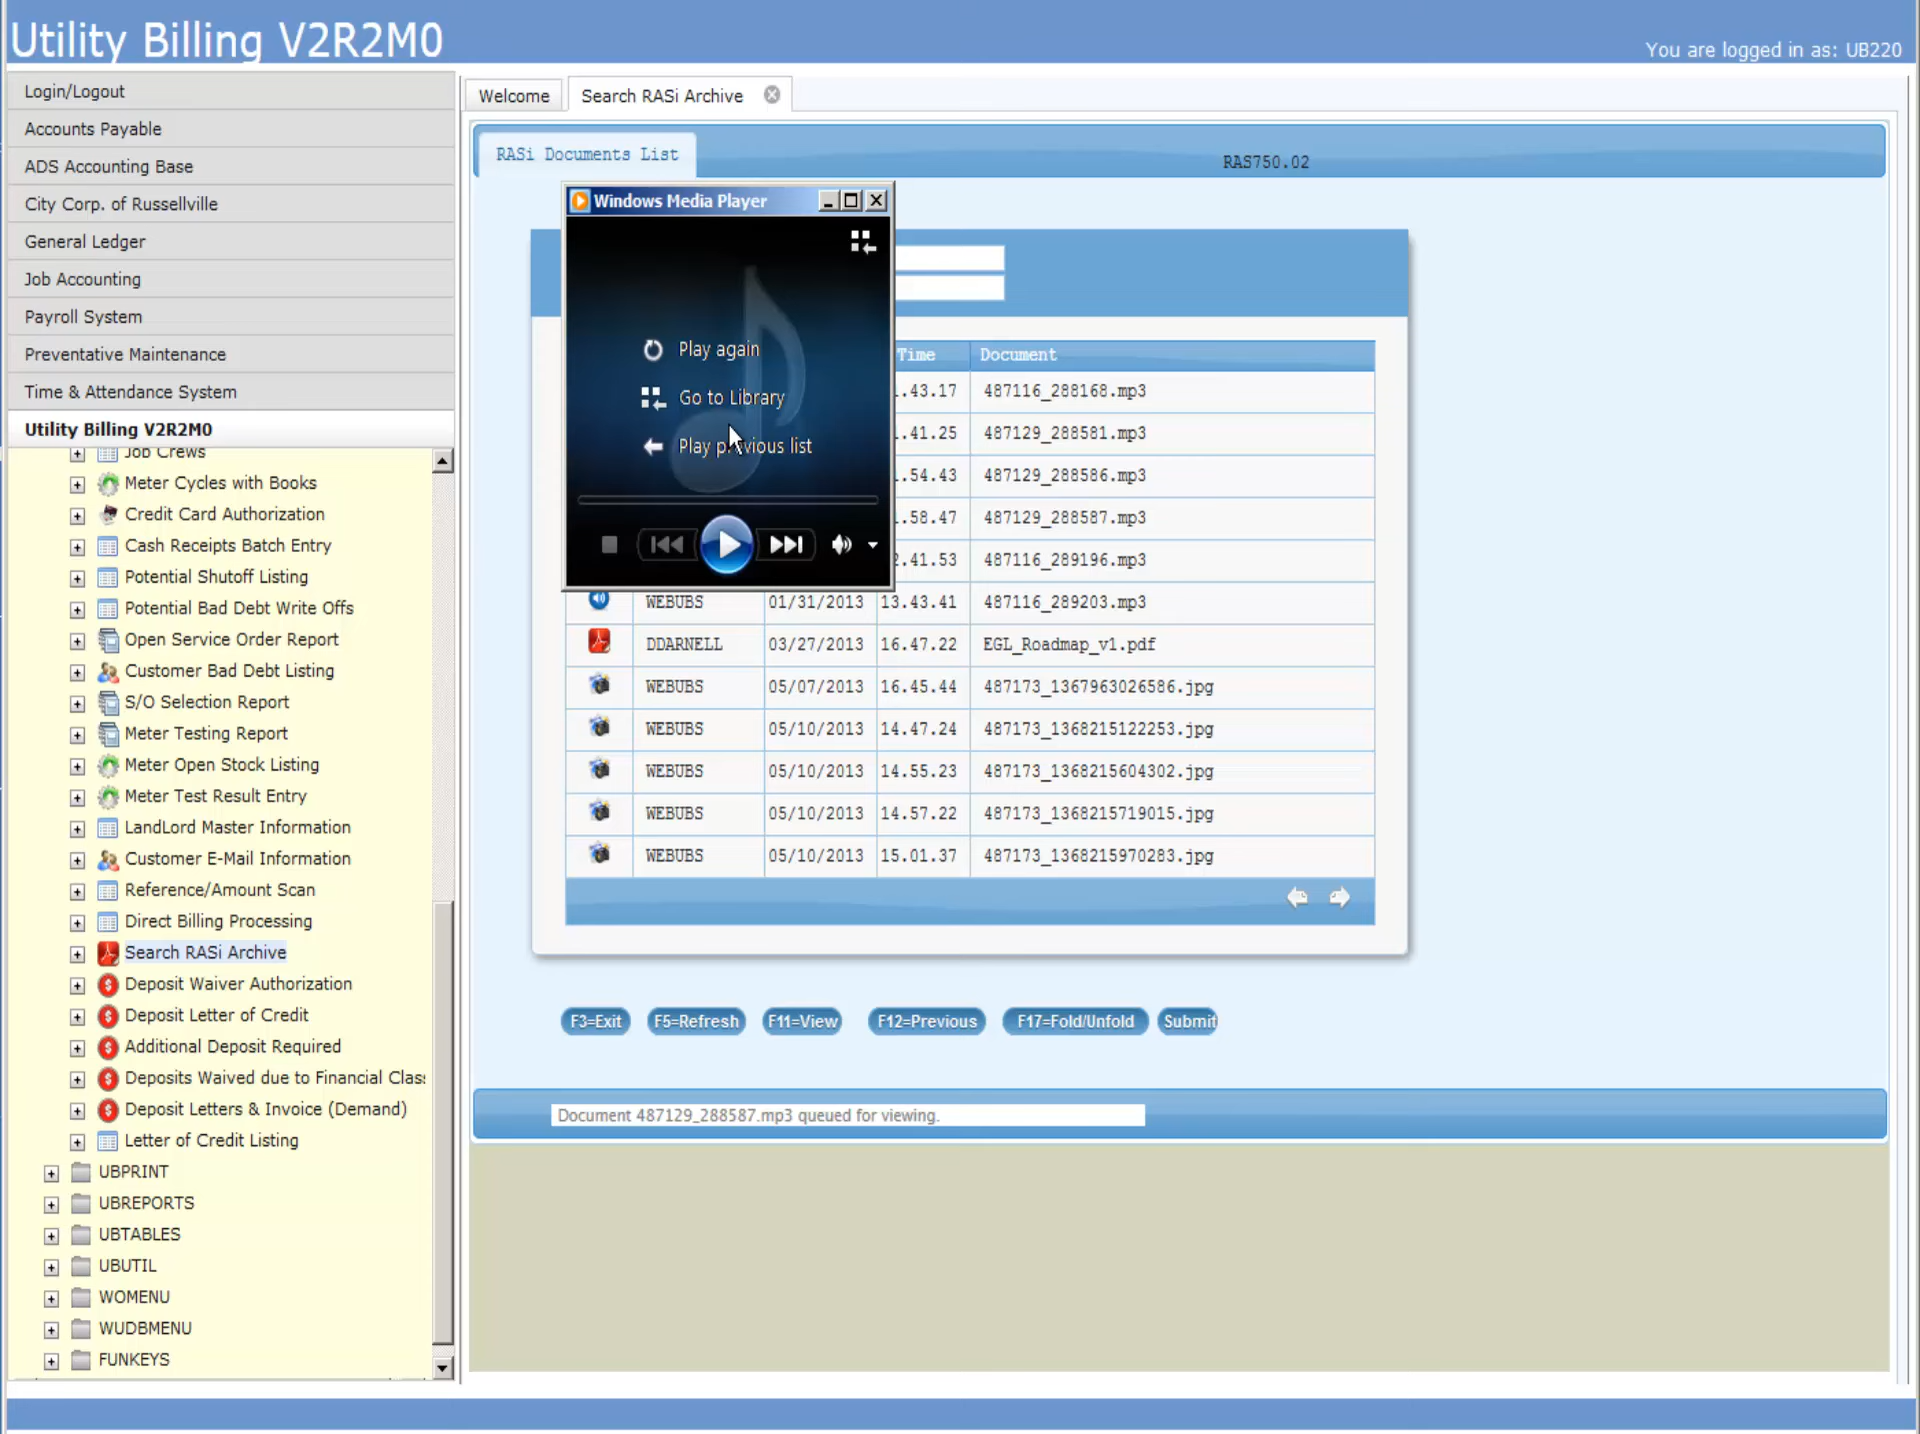 Utility Billing V2R2M0
You are logged in as: UB220
Login/Logout
Accounts Payable
ADS Accounting Base
City Corp. of Russellville
General Ledger
Job Accounting
Payroll System
Preventative Maintenance
Time & Attendance System
Utility Billing V2R2M0
Job Crews
Meter Cycles with Books
Credit Card Authorization
Cash Receipts Batch Entry
Potential Shutoff Listing
Potential Bad Debt Write Offs
Open Service Order Report
Customer Bad Debt Listing
S/O Selection Report
Meter Testing Report
Meter Open Stock Listing
Meter Test Result Entry
LandLord Master Information
Customer E-Mail Information
Reference/Amount Scan
Direct Billing Processing
Search RASi Archive
Deposit Waiver Authorization
Deposit Letter of Credit
Additional Deposit Required
Deposits Waived due to Financial Clas
Deposit Letters & Invoice (Demand)
Letter of Credit Listing
UBPRINT
UBREPORTS
UBTABLES
UBUTIL
WOMENU
WUDBMENU
FUNKEYS
Welcome
Search RASi Archive
RASi Documents List
RAS750.02
Windows Media Player
Play again
Go to Library
Play previous list
Time Document
.43.17 487116_288168.mp3
.41.25 487129_288581.mp3
.54.43 487129_288586.mp3
.58.47 487129_288587.mp3
.41.53 487116_289196.mp3
WEBUBS 01/31/2013 13.43.41 487116_289203.mp3
DDARNELL 03/27/2013 16.47.22 EGL_Roadmap_v1.pdf
WEBUBS 05/07/2013 16.45.44 487173_1367963026586.jpg
WEBUBS 05/10/2013 14.47.24 487173_1368215122253.jpg
WEBUBS 05/10/2013 14.55.23 487173_1368215604302.jpg
WEBUBS 05/10/2013 14.57.22 487173_1368215719015.jpg
WEBUBS 05/10/2013 15.01.37 487173_1368215970283.jpg
F3=Exit F5=Refresh F11=View F12=Previous F17=Fold/Unfold Submit
Document 487129_288587.mp3 queued for viewing.